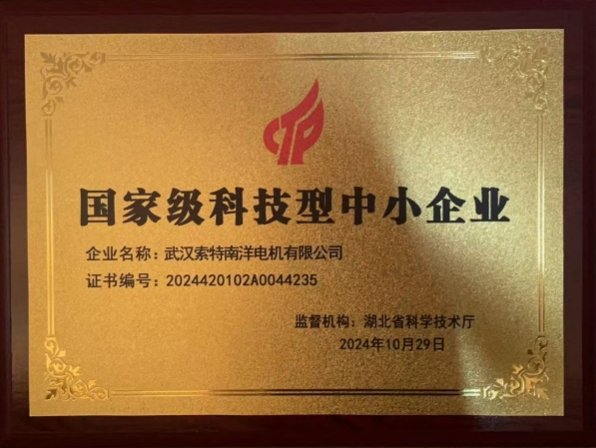 国家级科技型中小企业
企业名称：武汉索特南洋电机有限公司
证书编号：2024420102A0044235
监督机构：湖北省科学技术厅
2024年10月29日